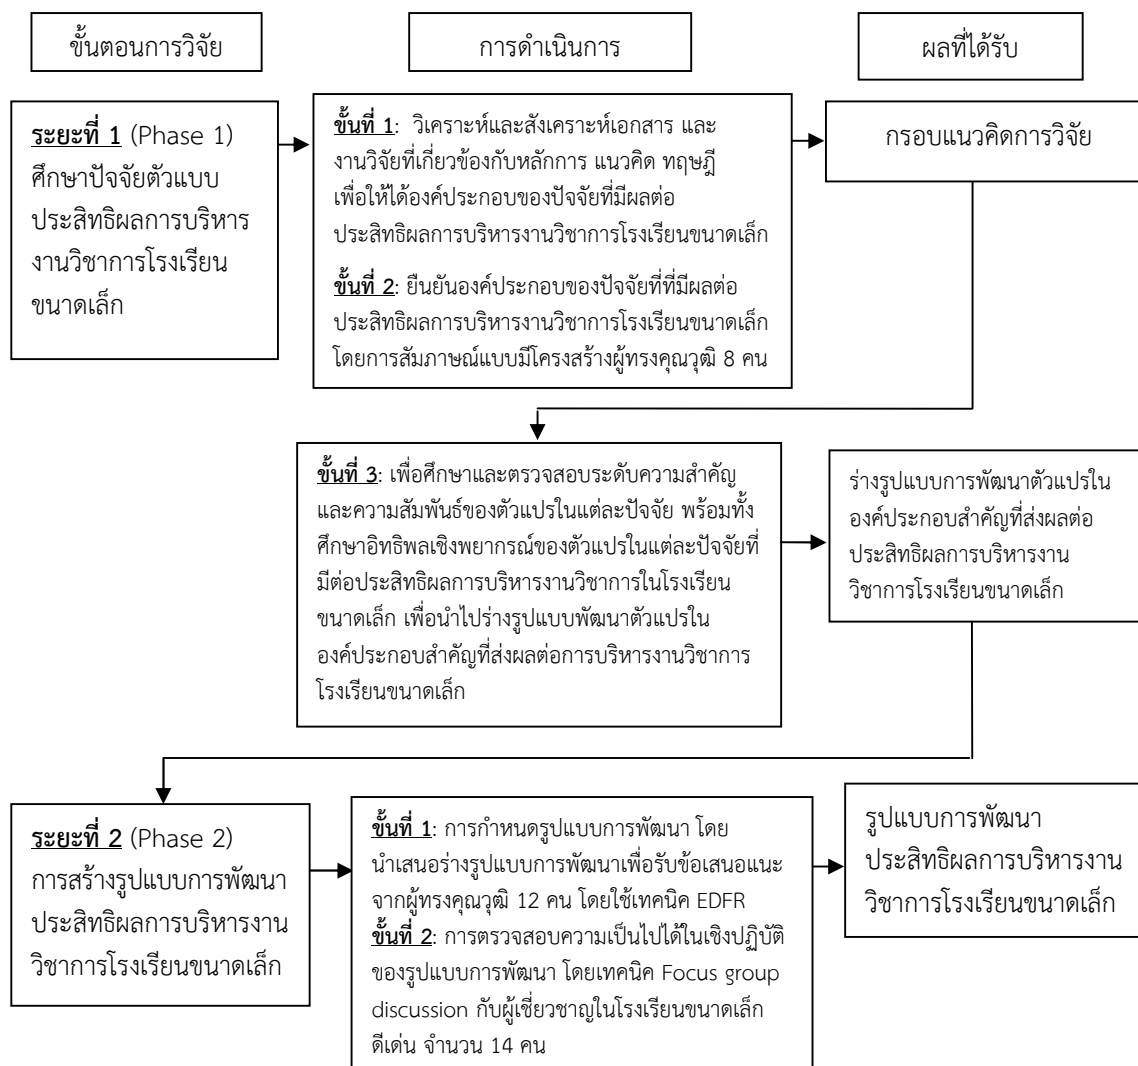 ขั้นตอนการวิจัย
การดำเนินการ
ผลที่ได้รับ
ระยะที่ 1 (Phase 1)
ศึกษาปัจจัยตัวแบบ
ประสิทธิผลการบริหาร
งานวิชาการโรงเรียน
ขนาดเล็ก
ขั้นที่ 1: วิเคราะห์และสังเคราะห์เอกสาร และ
งานวิจัยที่เกี่ยวข้องกับหลักการ แนวคิด ทฤษฎี
เพื่อให้ได้องค์ประกอบของปัจจัยที่มีผลต่อ
ประสิทธิผลการบริหารงานวิชาการโรงเรียนขนาดเล็ก
ขั้นที่ 2: ยืนยันองค์ประกอบของปัจจัยที่ที่มีผลต่อ
ประสิทธิผลการบริหารงานวิชาการโรงเรียนขนาดเล็ก
โดยการสัมภาษณ์แบบมีโครงสร้างผู้ทรงคุณวุฒิ 8 คน
กรอบแนวคิดการวิจัย
ขั้นที่ 3: เพื่อศึกษาและตรวจสอบระดับความสำคัญ
และความสัมพันธ์ของตัวแปรในแต่ละปัจจัย พร้อมทั้ง
ศึกษาอิทธิพลเชิงพยากรณ์ของตัวแปรในแต่ละปัจจัยที่
มีต่อประสิทธิผลการบริหารงานวิชาการในโรงเรียน
ขนาดเล็ก เพื่อนำไปร่างรูปแบบพัฒนาตัวแปรใน
องค์ประกอบสำคัญที่ส่งผลต่อการบริหารงานวิชาการ
โรงเรียนขนาดเล็ก
ร่างรูปแบบการพัฒนาตัวแปรใน
องค์ประกอบสำคัญที่ส่งผลต่อ
ประสิทธิผลการบริหารงาน
วิชาการโรงเรียนขนาดเล็ก
ระยะที่ 2 (Phase 2)
การสร้างรูปแบบการพัฒนา
ประสิทธิผลการบริหารงาน
วิชาการโรงเรียนขนาดเล็ก
ขั้นที่ 1: การกำหนดรูปแบบการพัฒนา โดย
นำเสนอร่างรูปแบบการพัฒนาเพื่อรับข้อเสนอแนะ
จากผู้ทรงคุณวุฒิ 12 คน โดยใช้เทคนิค EDFR
ขั้นที่ 2: การตรวจสอบความเป็นไปได้ในเชิงปฏิบัติ
ของรูปแบบการพัฒนา โดยเทคนิค Focus group
discussion กับผู้เชี่ยวชาญในโรงเรียนขนาดเล็ก
ดีเด่น จำนวน 14 คน
รูปแบบการพัฒนา
ประสิทธิผลการบริหารงาน
วิชาการโรงเรียนขนาดเล็ก